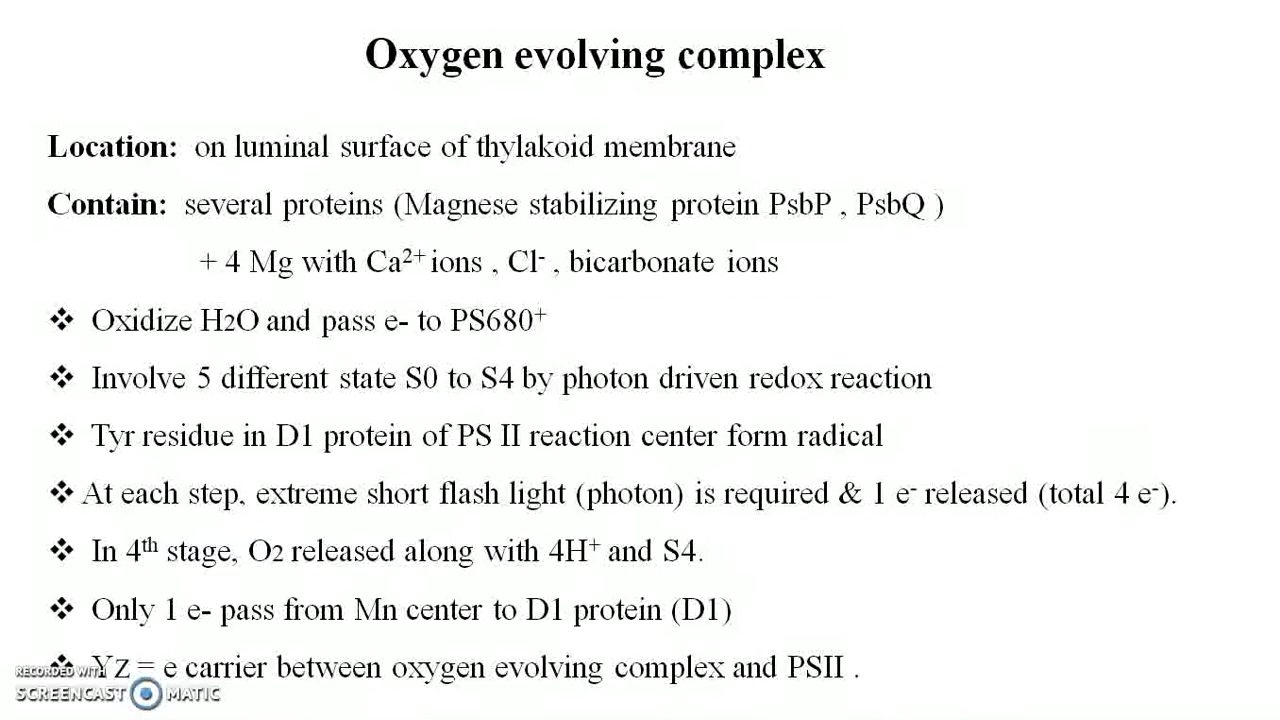 Oxygen evolving complex
Location: on luminal surface of thylakoid membrane
Contain: several proteins (Magnese stabilizing protein PsbP , PsbQ )
+ 4 Mg with Ca²⁺ ions , Cl⁻ , bicarbonate ions
❖ Oxidize H2O and pass e- to PS680⁺
❖ Involve 5 different state S0 to S4 by photon driven redox reaction
❖ Tyr residue in D1 protein of PS II reaction center form radical
❖ At each step, extreme short flash light (photon) is required & 1 e⁻ released (total 4 e⁻).
❖ In 4ᵗʰ stage, O2 released along with 4H⁺ and S4.
❖ Only 1 e- pass from Mn center to D1 protein (D1)
❖ Yz = e carrier between oxygen evolving complex and PSII .
RECORDED WITH
SCREENCAST MATIC